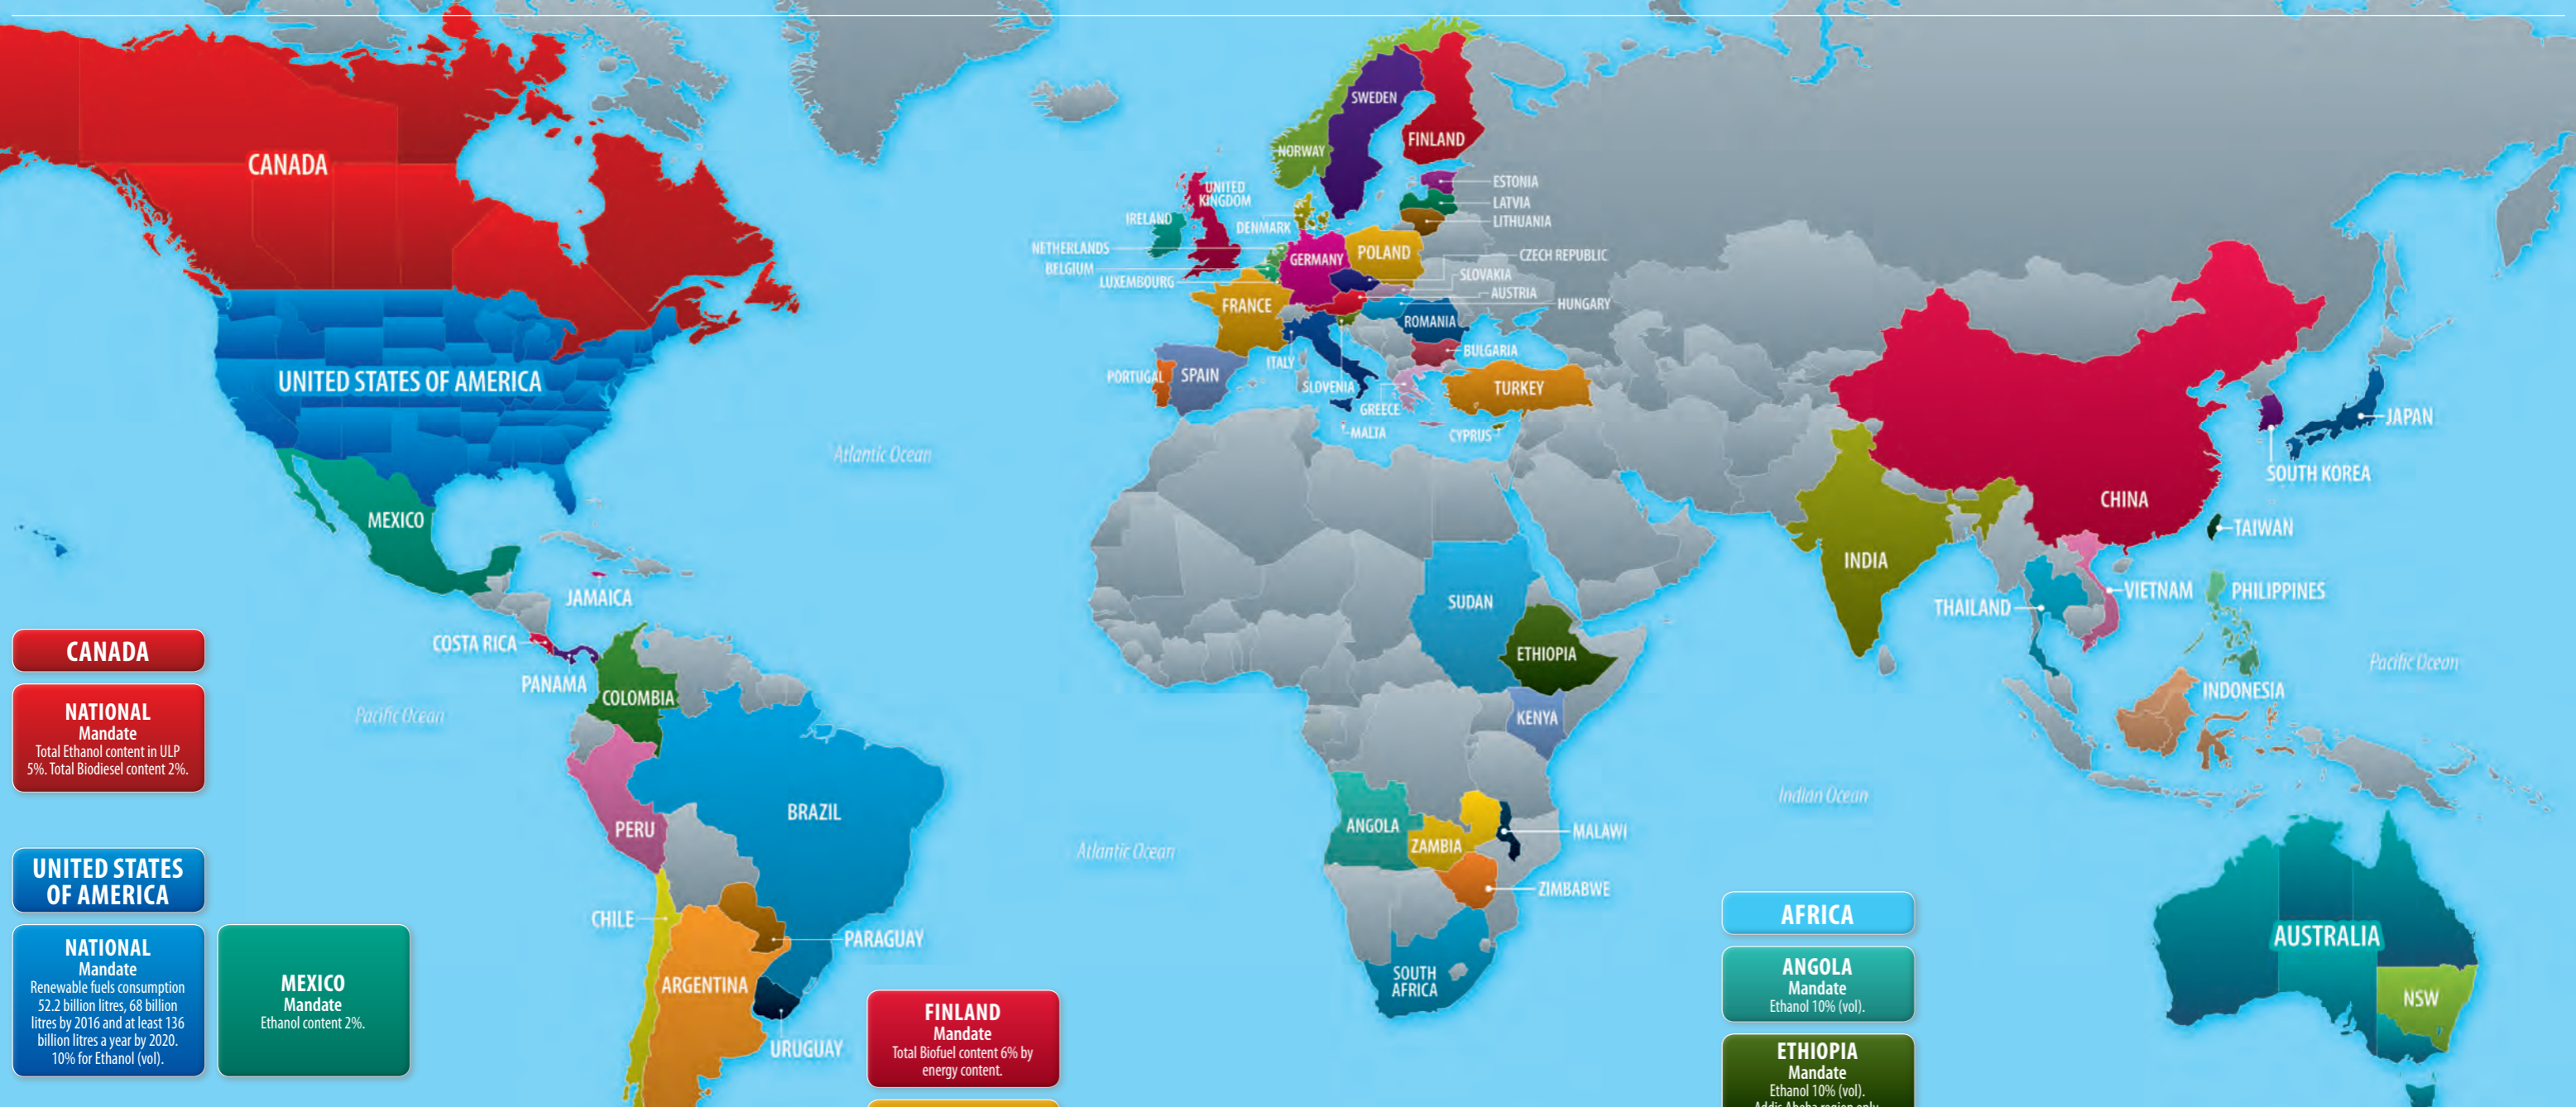 CANADA
UNITED STATES OF AMERICA
MEXICO
JAMAICA
COSTA RICA
PANAMA
COLOMBIA
PERU
BRAZIL
CHILE
PARAGUAY
ARGENTINA
URUGUAY
Atlantic Ocean
Pacific Ocean
Atlantic Ocean
SWEDEN
FINLAND
NORWAY
ESTONIA
LATVIA
LITHUANIA
UNITED
KINGDOM
IRELAND
DENMARK
NETHERLANDS
BELGIUM
LUXEMBOURG
GERMANY
POLAND
CZECH REPUBLIC
SLOVAKIA
AUSTRIA
HUNGARY
FRANCE
ROMANIA
BULGARIA
PORTUGAL
SPAIN
ITALY
SLOVENIA
GREECE
TURKEY
MALTA
CYPRUS
SUDAN
ETHIOPIA
KENYA
ANGOLA
ZAMBIA
MALAWI
ZIMBABWE
SOUTH
AFRICA
INDIA
CHINA
JAPAN
SOUTH KOREA
TAIWAN
THAILAND
VIETNAM
PHILIPPINES
INDONESIA
Pacific Ocean
Indian Ocean
AUSTRALIA
NSW
CANADA
NATIONAL
Mandate
Total Ethanol content in ULP
5%. Total Biodiesel content 2%.
UNITED STATES
OF AMERICA
NATIONAL
Mandate
Renewable fuels consumption
52.2 billion litres, 68 billion
litres by 2016 and at least 136
billion litres a year by 2020.
10% for Ethanol (vol).
MEXICO
Mandate
Ethanol content 2%.
FINLAND
Mandate
Total Biofuel content 6% by
energy content.
AFRICA
ANGOLA
Mandate
Ethanol 10% (vol).
ETHIOPIA
Mandate
Ethanol 10% (vol).
Addis Ababa region only